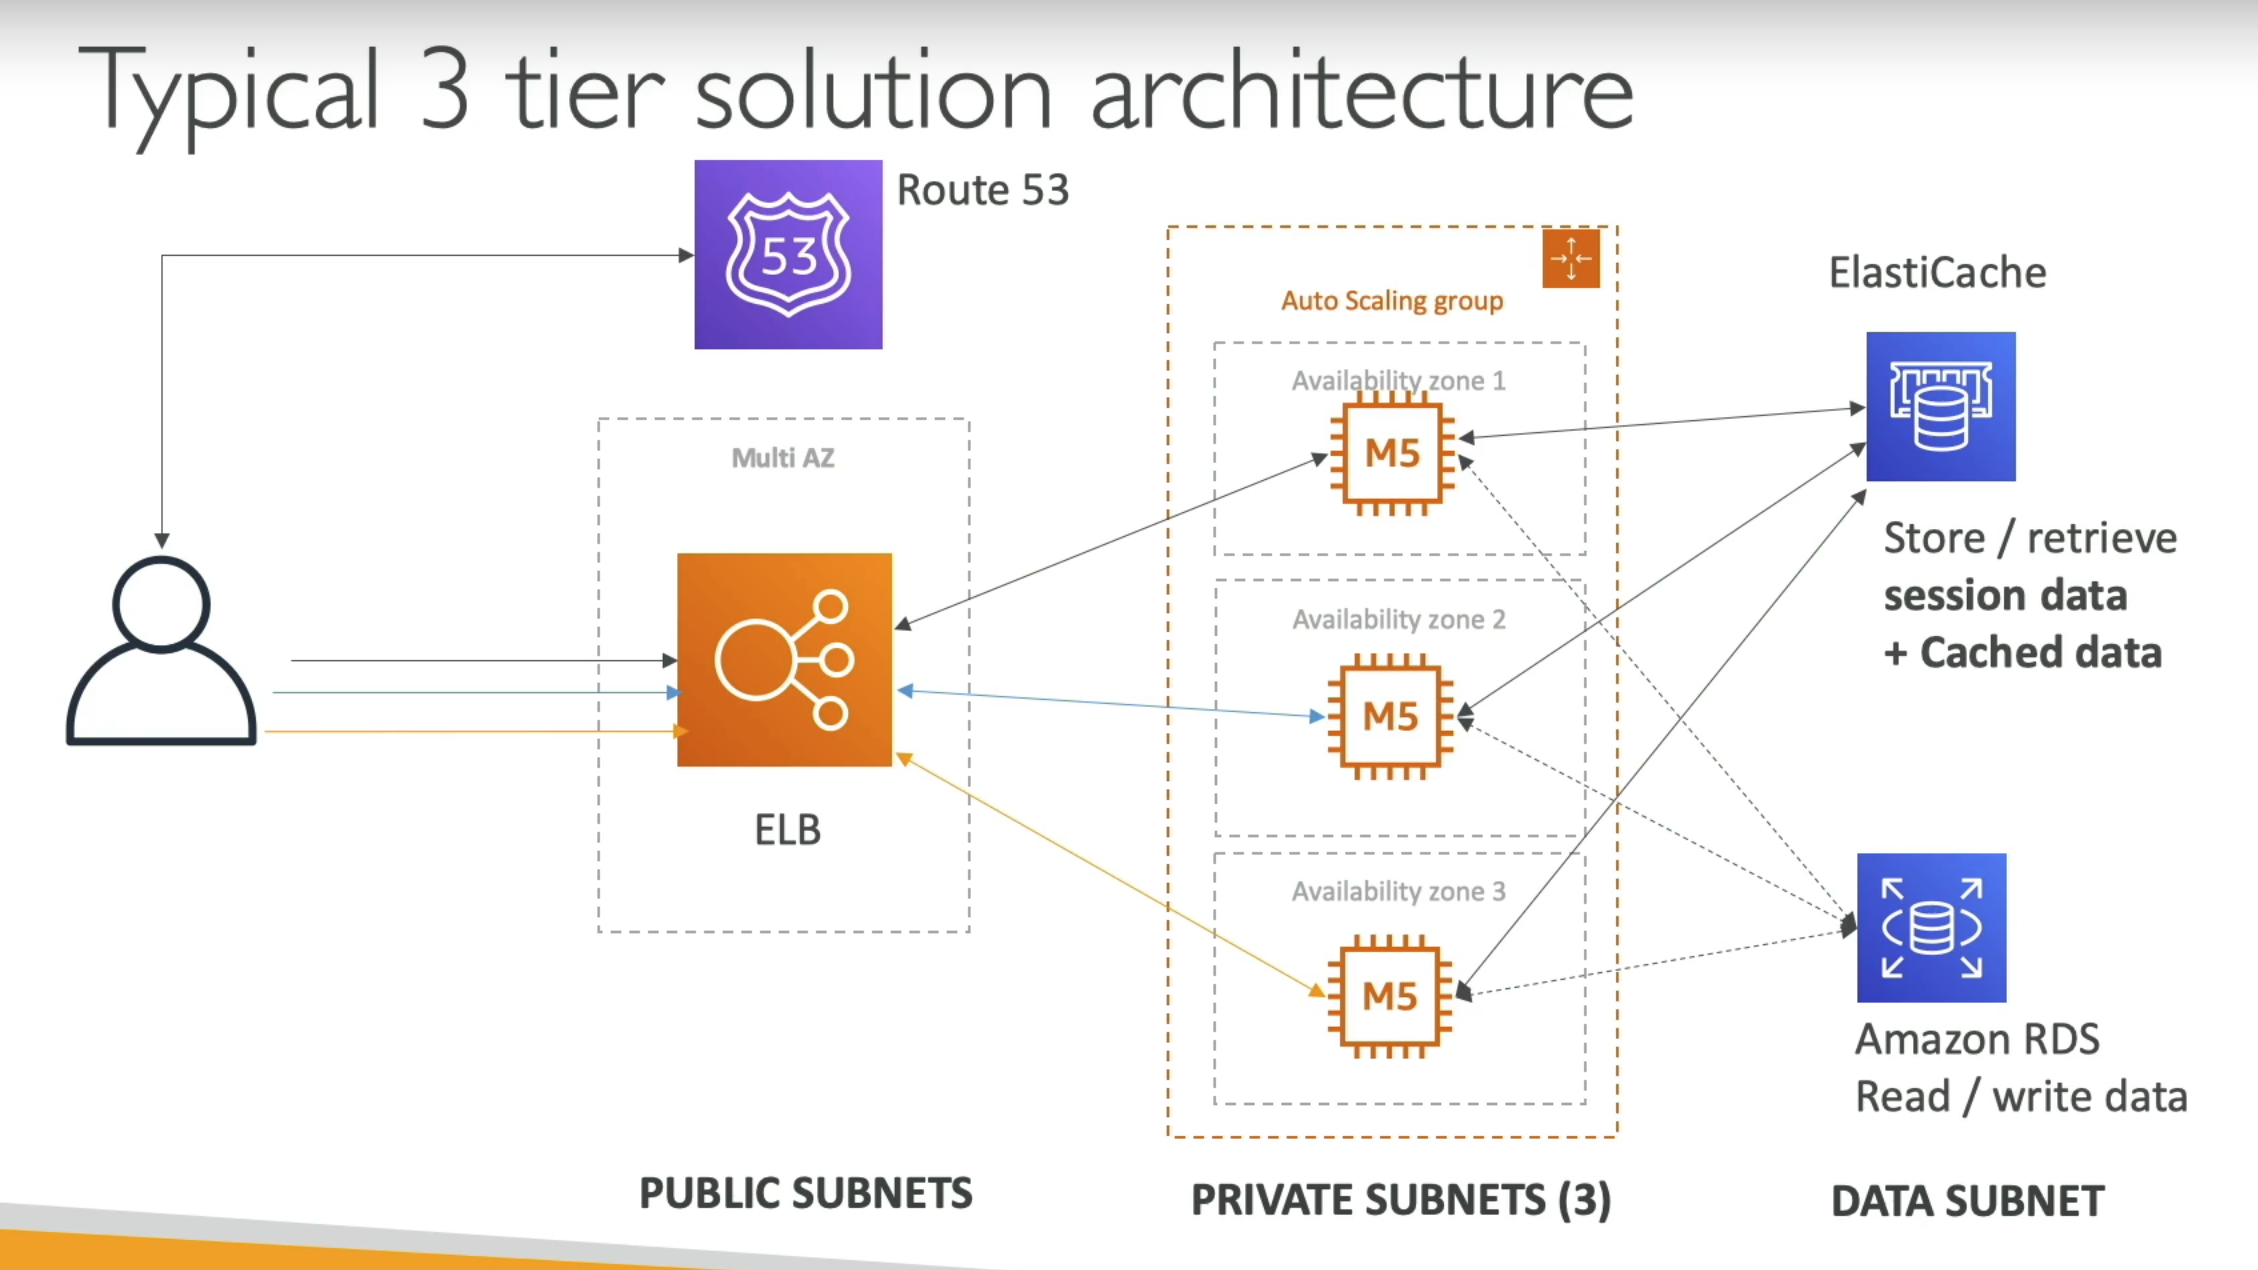 Typical 3 tier solution architecture
53
Route 53
Multi AZ
ELB
Auto Scaling group
Availability zone 1
M5
Availability zone 2
M5
Availability zone 3
M5
ElastiCache
Store / retrieve
session data
+ Cached data
Amazon RDS
Read / write data
PUBLIC SUBNETS
PRIVATE SUBNETS (3)
DATA SUBNET